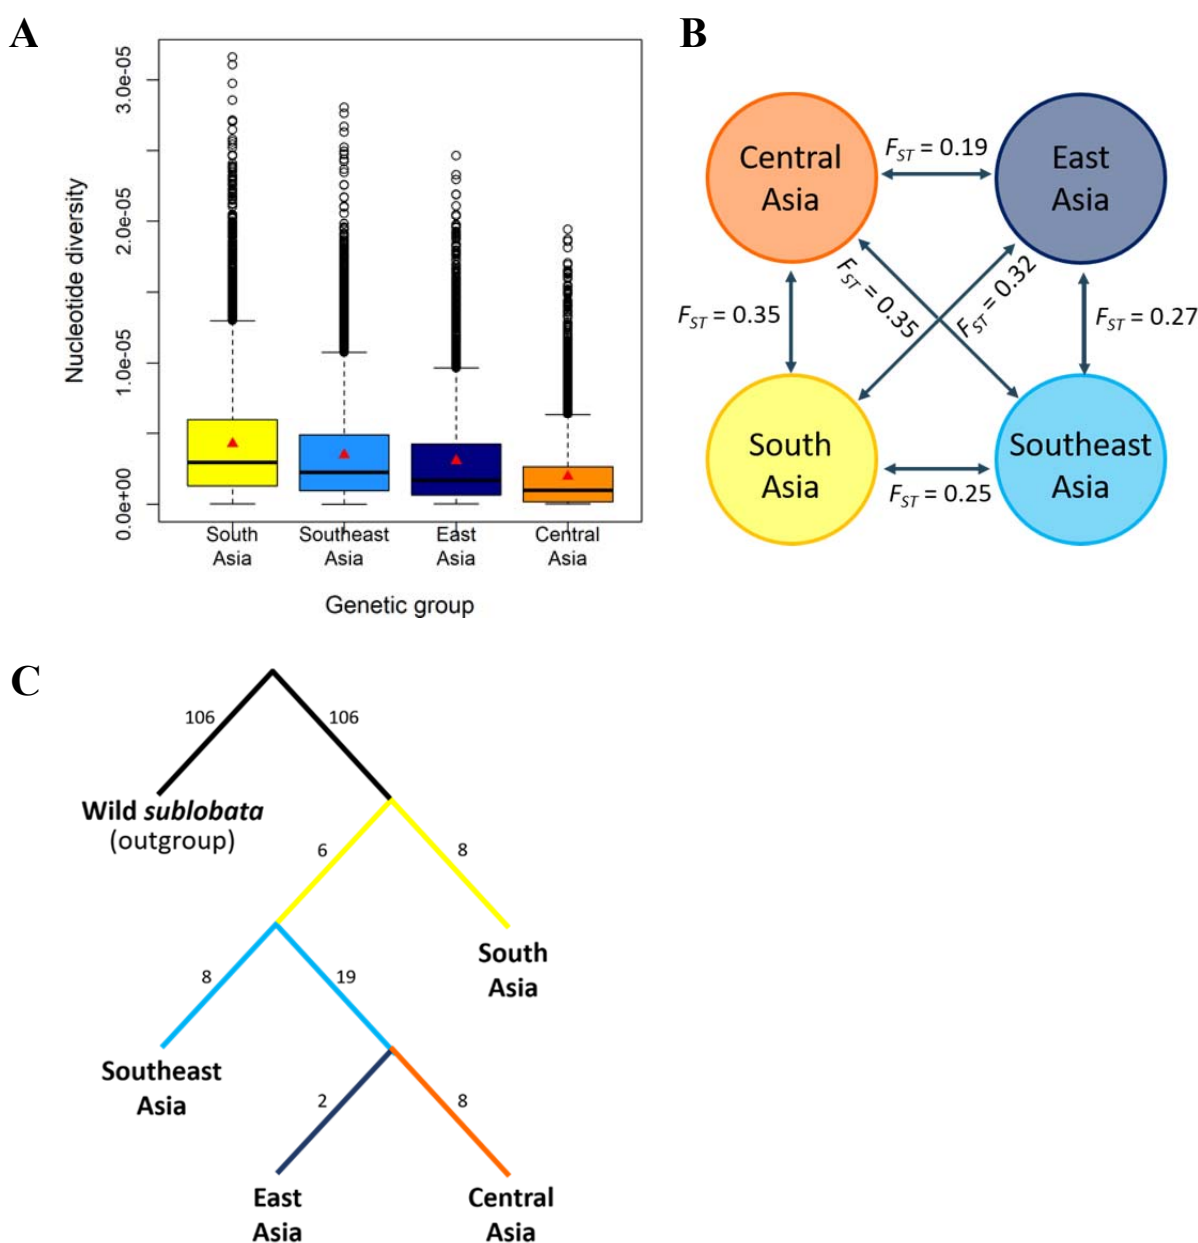 A
B
3.0e-05
2.0e-05
1.0e-05
0.0e+00
Nucleotide diversity
South
Asia
Southeast
Asia
East
Asia
Central
Asia
Genetic group
Central
Asia
East
Asia
South
Asia
Southeast
Asia
FST = 0.19
FST = 0.35
FST = 0.35
FST = 0.32
FST = 0.27
FST = 0.25
C
106
106
Wild sublobata
(outgroup)
6
8
South
Asia
8
19
Southeast
Asia
2
8
East
Asia
Central
Asia